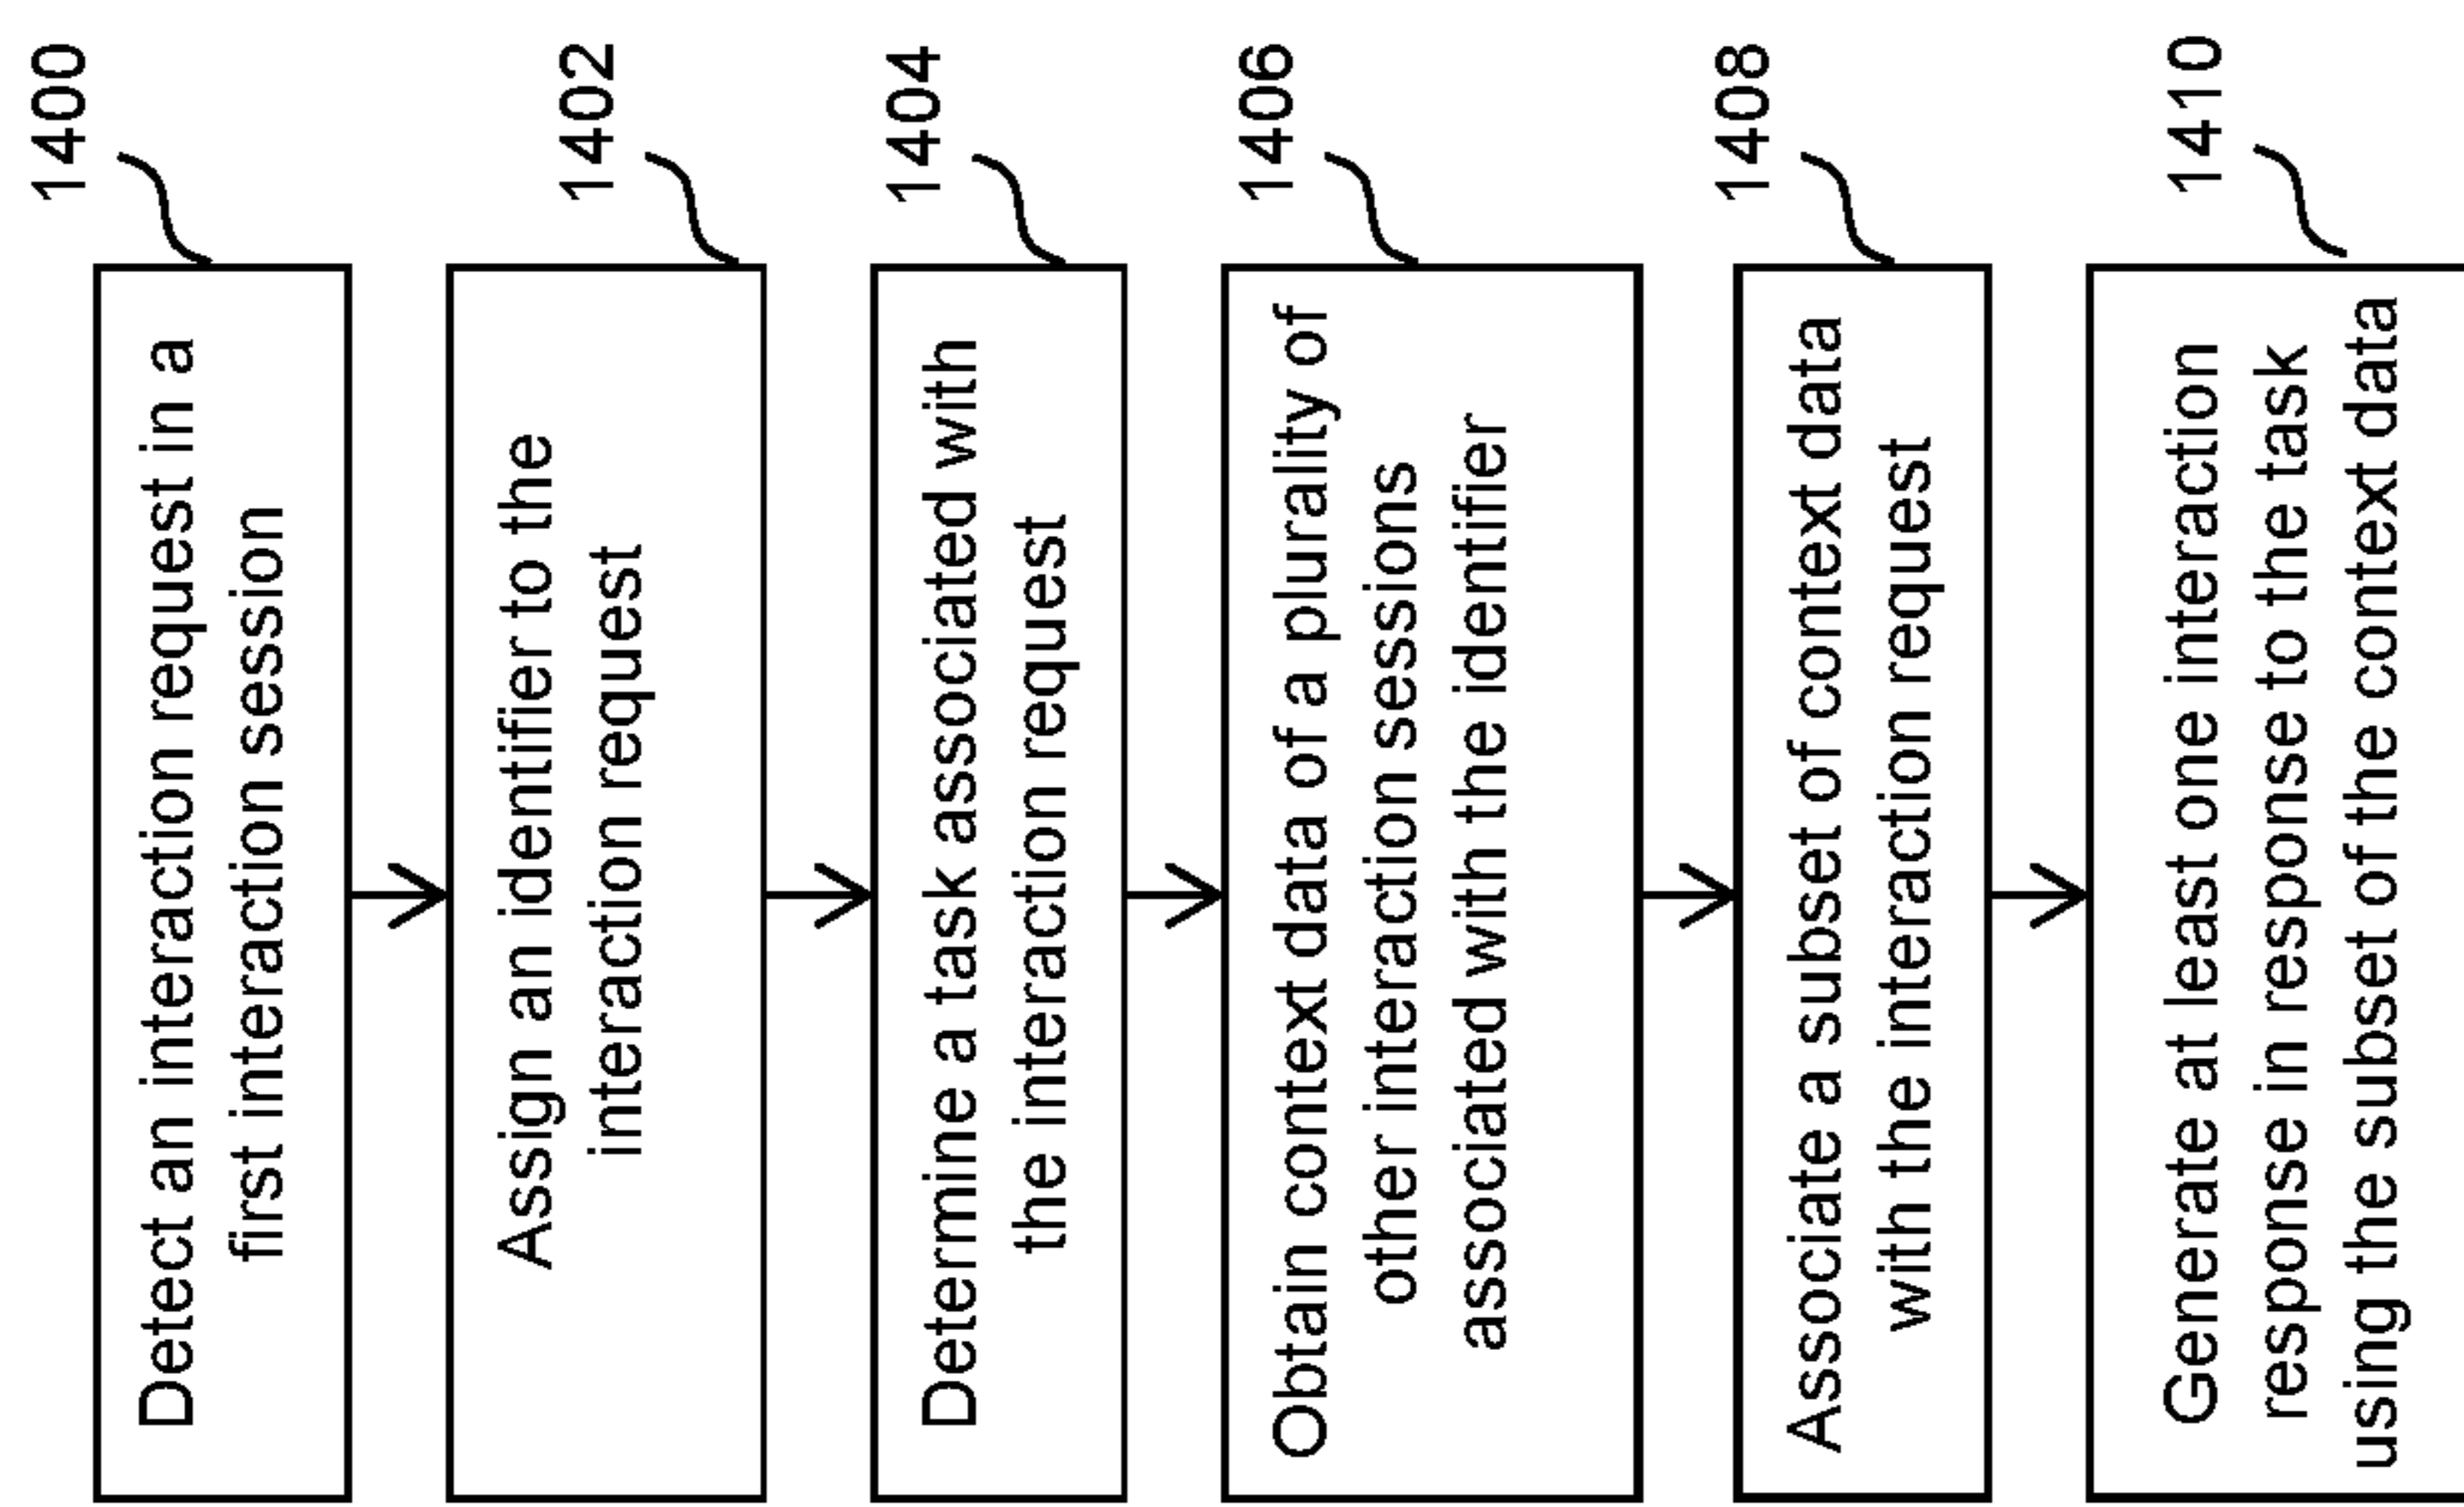 1400
Detect an interaction request in a
first interaction session
1402
Assign an identifier to the
interaction request
1404
Determine a task associated with
the interaction request
1406
Obtain context data of a plurality of
other interaction sessions
associated with the identifier
1408
Associate a subset of context data
with the interaction request
1410
Generate at least one interaction
response in response to the task
using the subset of the context data